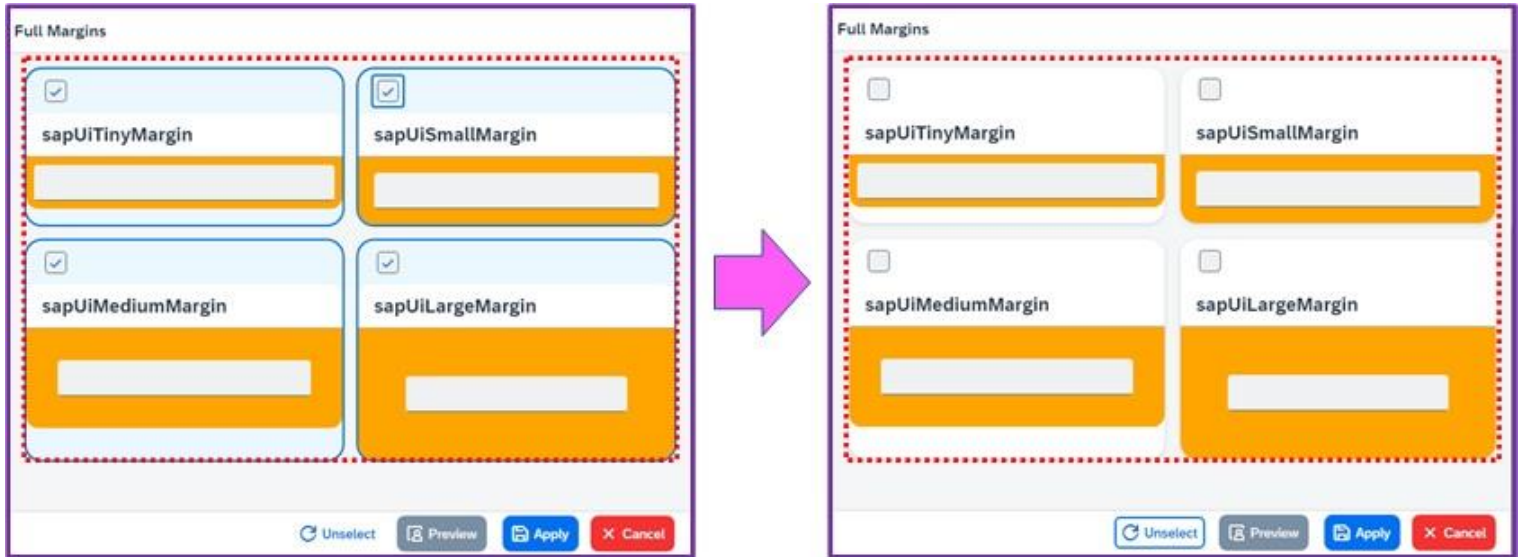 Full Margins
sapUiTinyMargin
sapUiSmallMargin
sapUiMediumMargin
sapUiLargeMargin
Unselect Preview Apply Cancel
Full Margins
sapUiTinyMargin
sapUiSmallMargin
sapUiMediumMargin
sapUiLargeMargin
Unselect Preview Apply Cancel